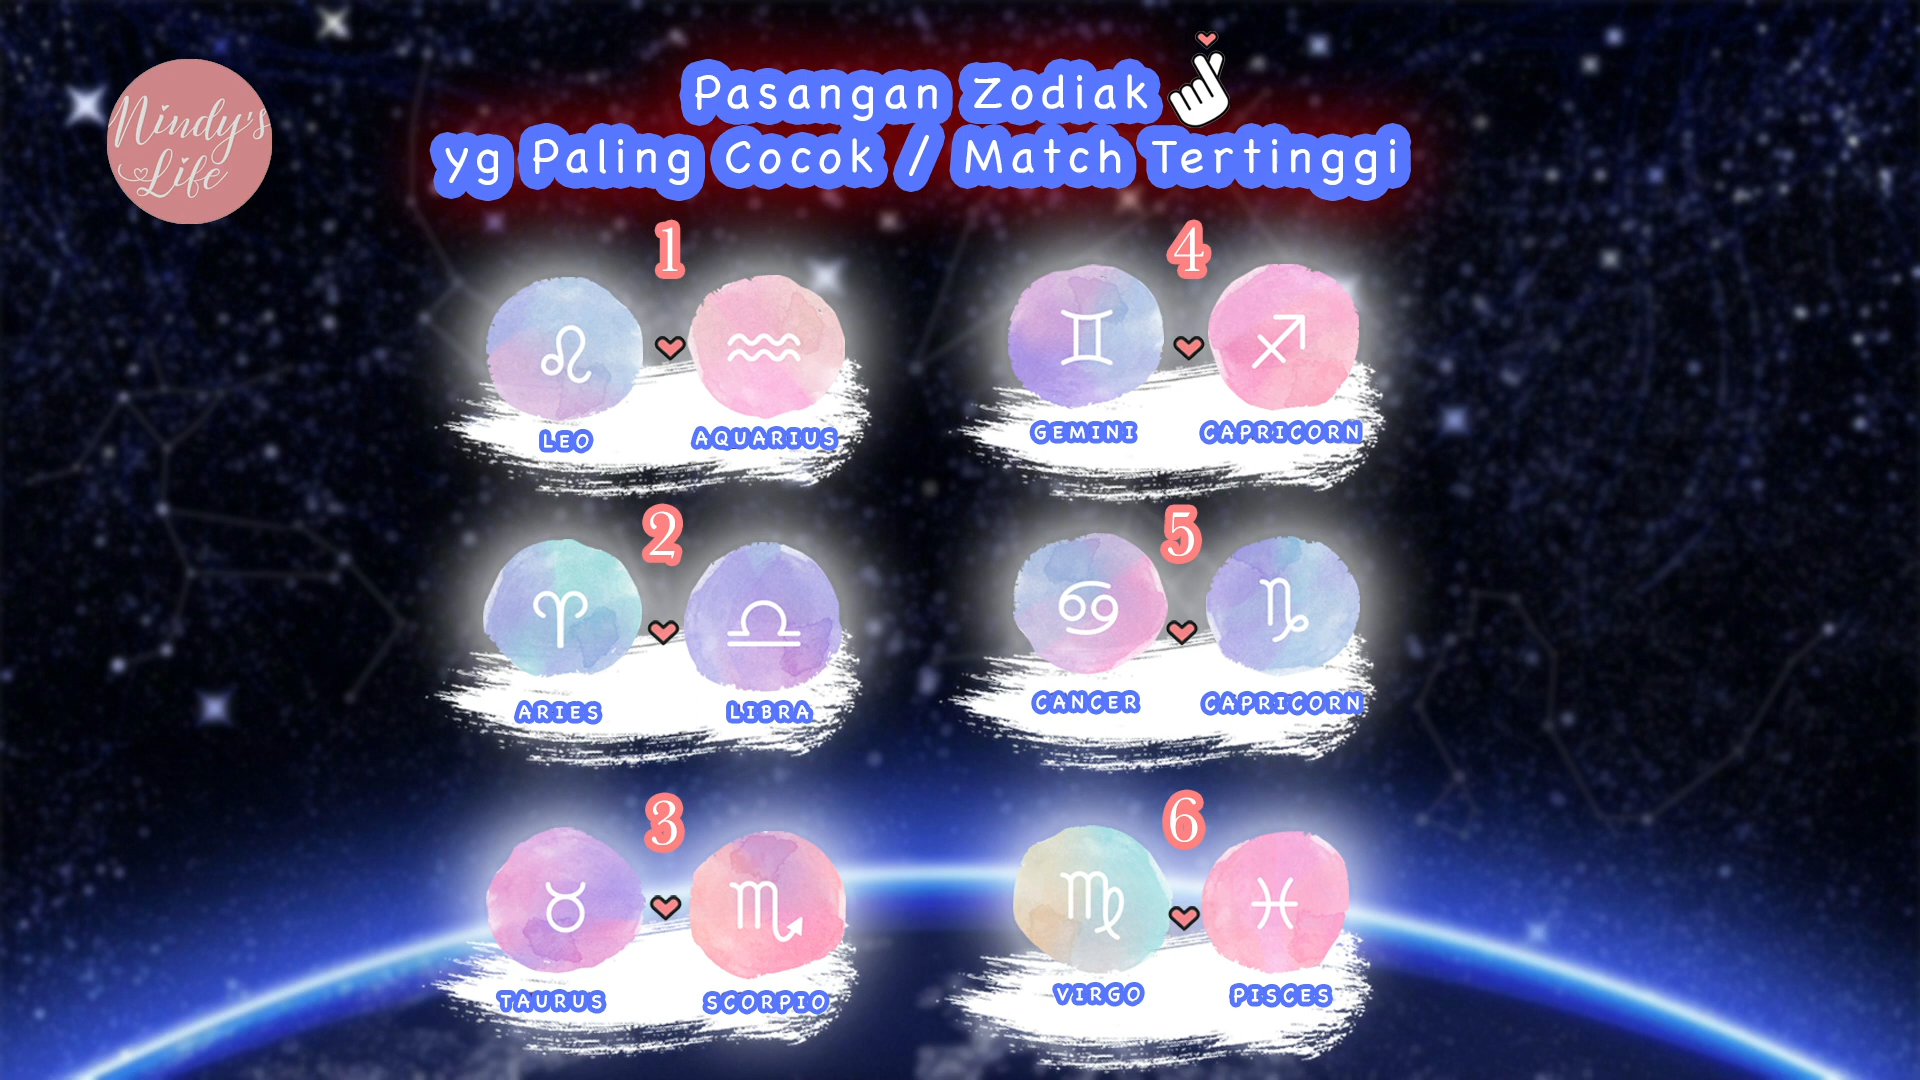 Nindy's
Life
Pasangan Zodiak
yg Paling Cocok / Match Tertinggi
1
LEO
AQUARIUS
2
ARIES
LIBRA
3
TAURUS
SCORPIO
4
GEMINI
CAPRICORN
5
CANCER
CAPRICORN
6
VIRGO
PISCES